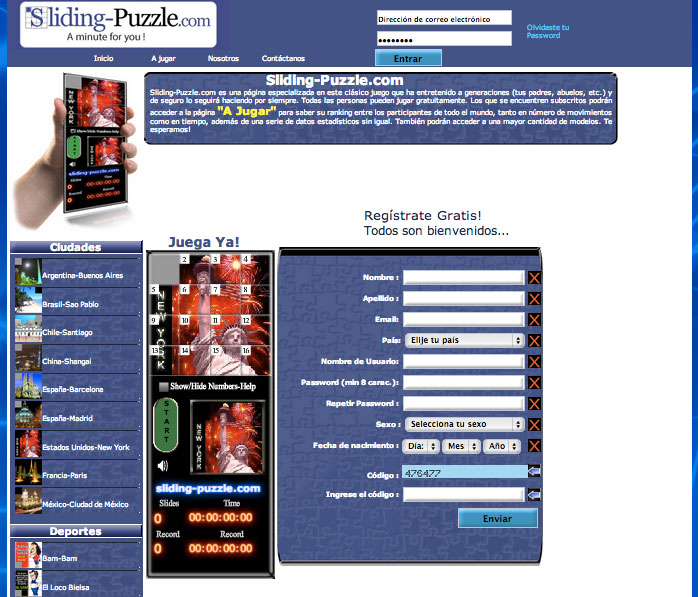 Sliding-Puzzle.com
A minute for you !
Dirección de correo electrónico
Olvidaste tu
Password
Inicio
A jugar
Nosotros
Contáctanos
Entrar
Sliding-Puzzle.com
Sliding-Puzzle.com es una página especializada en este clásico juego que ha entretenido a generaciones (tus padres, abuelos, etc.) y
de seguro lo seguirá haciendo por siempre. Todas las personas pueden jugar gratuitamente. Los que se encuentren subscritos podrán
acceder a la página "A Jugar" para saber su ranking entre los participantes de todo el mundo, tanto en número de movimientos
como en tiempo, además de una serie de datos estadísticos sin igual. También podrán acceder a una mayor cantidad de modelos. Te
esperamos!
NEW YORK
Show/Hide Numbers-Help
START
sliding-puzzle.com
Regístrate Gratis!
Todos son bienvenidos...
Ciudades
Argentina-Buenos Aires
Brasil-Sao Pablo
Chile-Santiago
China-Shangai
España-Barcelona
España-Madrid
Estados Unidos-New York
Francia-Paris
México-Ciudad de México
Deportes
Bam-Bam
El Loco Bielsa
Juega Ya!
2 3 4
5 6 7 8
9 10 11 12
13 14 15 16
NEW YORK
Show/Hide Numbers-Help
START
NEW YORK
sliding-puzzle.com
Slides Time
0 00:00:00:00
Record Record
0 00:00:00:00
Nombre :
Apellido :
Email:
País: Elije tu país
Nombre de Usuario:
Password (min 8 carac.):
Repetir Password :
Sexo : Selecciona tu sexo
Fecha de nacimiento : Día: Mes Año
Código : 476477
Ingrese el código :
Enviar